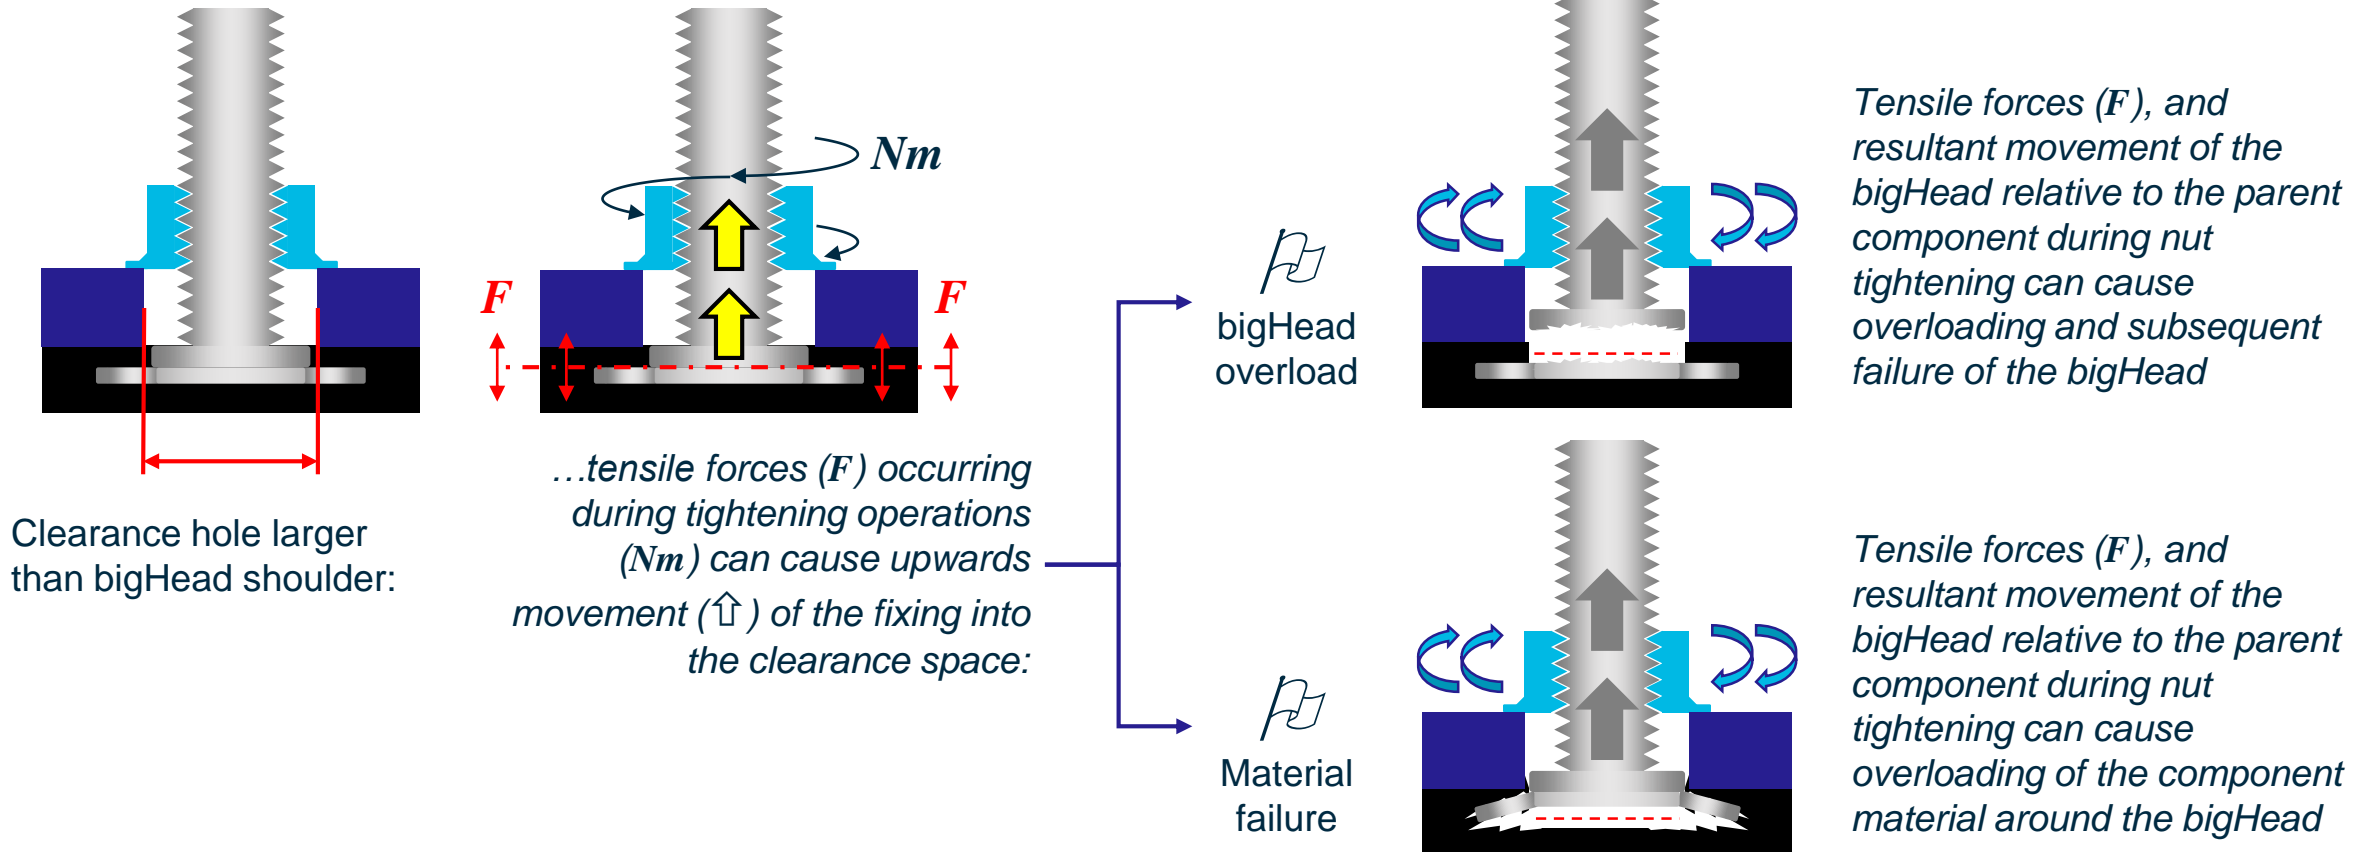 Clearance hole larger
than bigHead shoulder:
Nm
F
F
…tensile forces (F) occurring
during tightening operations
(Nm) can cause upwards
movement (⇧) of the fixing into
the clearance space:
bigHead
overload
Tensile forces (F), and
resultant movement of the
bigHead relative to the parent
component during nut
tightening can cause
overloading and subsequent
failure of the bigHead
Material
failure
Tensile forces (F), and
resultant movement of the
bigHead relative to the parent
component during nut
tightening can cause
overloading of the component
material around the bigHead